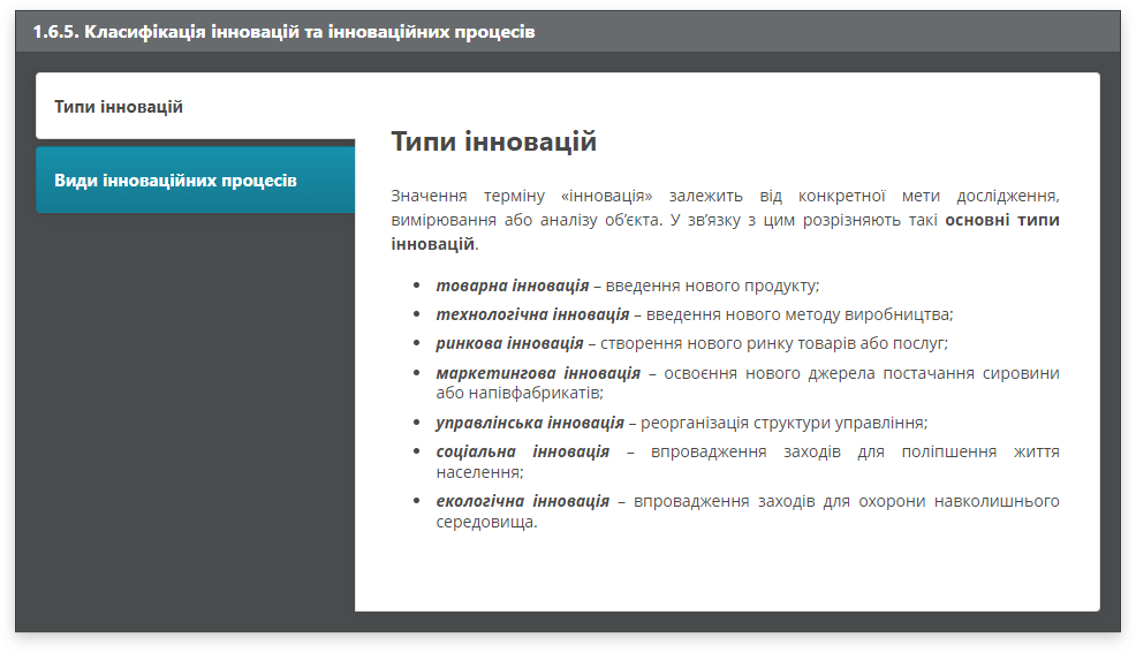 1.6.5. Класифікація інновацій та інноваційних процесів
Типи інновацій
Види інноваційних процесів
Типи інновацій
Значення терміну «інновація» залежить від конкретної мети дослідження,
вимірювання або аналізу об’єкта. У зв’язку з цим розрізняють такі основні типи
інновацій.
• товарна інновація – введення нового продукту;
• технологічна інновація – введення нового методу виробництва;
• ринкова інновація – створення нового ринку товарів або послуг;
• маркетингова інновація – освоєння нового джерела постачання сировини
або напівфабрикатів;
• управлінська інновація – реорганізація структури управління;
• соціальна інновація – впровадження заходів для поліпшення життя
населення;
• екологічна інновація – впровадження заходів для охорони навколишнього
середовища.